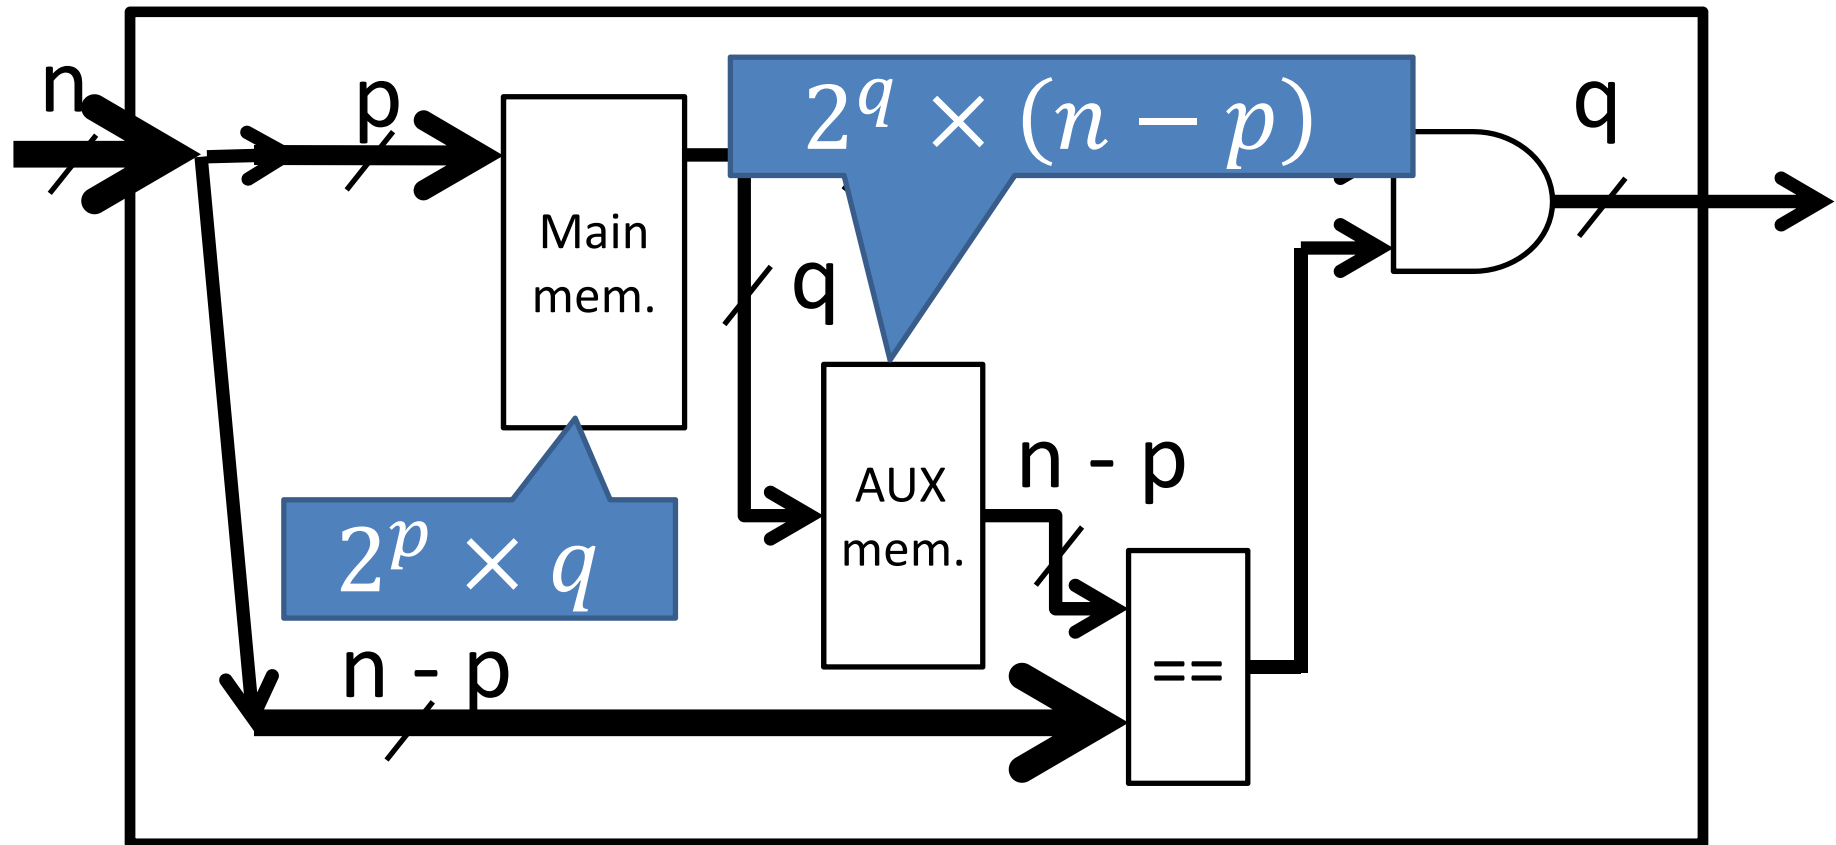 n
p
2^q × (n − p)
q
Main
mem.
q
AUX
mem.
n - p
2^p × q
n - p
==